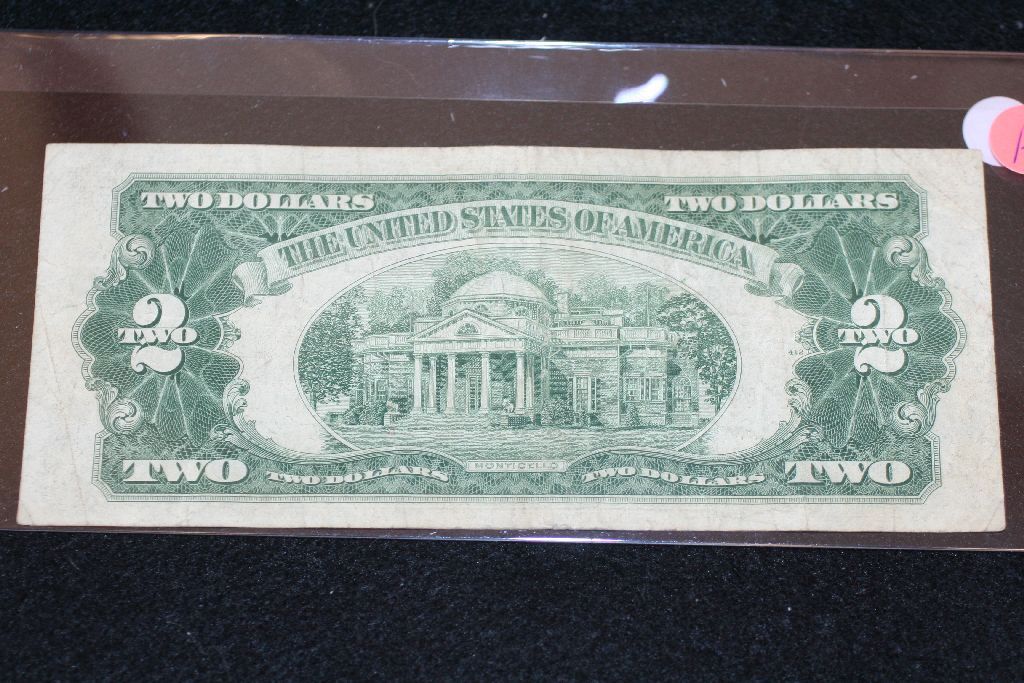 TWO DOLLARS TWO DOLLARS
THE UNITED STATES OF AMERICA
2 2
TWO TWO
MONTICELLO
TWO TWO DOLLARS TWO DOLLARS TWO